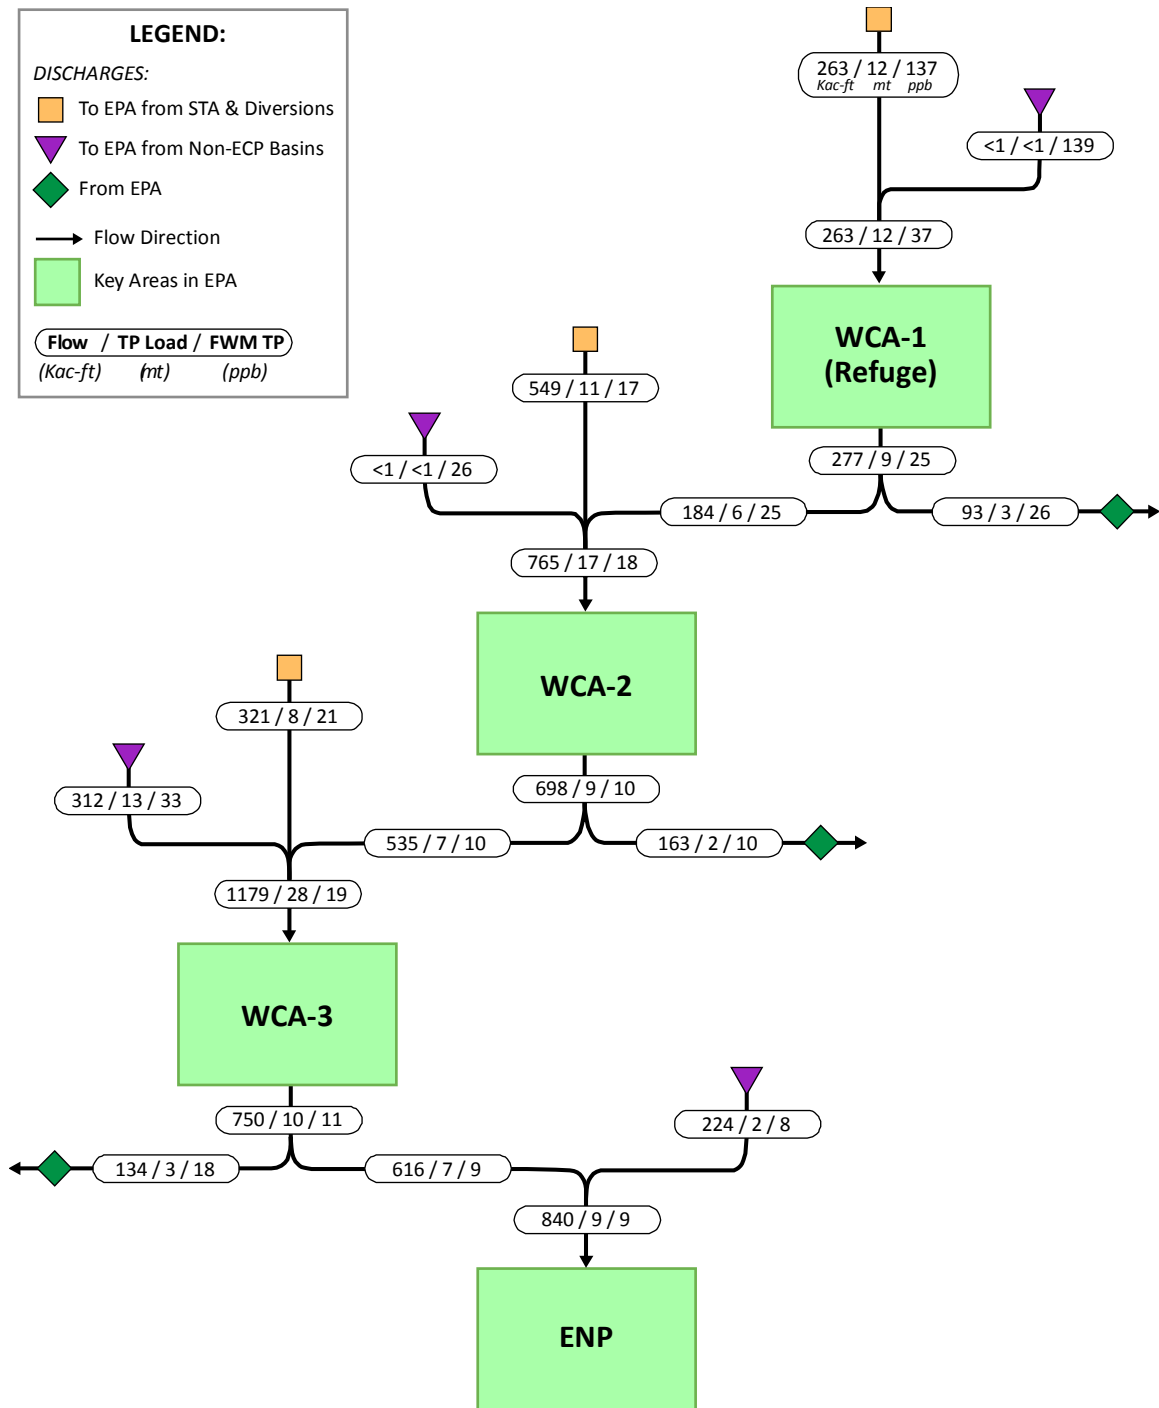 LEGEND:
DISCHARGES:
To EPA from STA & Diversions
To EPA from Non-ECP Basins
From EPA
Flow Direction
Key Areas in EPA
Flow / TP Load / FWM TP
(Kac-ft) (mt) (ppb)
263 / 12 / 137
Kac-ft mt ppb
<1 / <1 / 139
263 / 12 / 37
WCA-1
(Refuge)
549 / 11 / 17
<1 / <1 / 26
277 / 9 / 25
184 / 6 / 25
93 / 3 / 26
765 / 17 / 18
WCA-2
321 / 8 / 21
312 / 13 / 33
698 / 9 / 10
535 / 7 / 10
163 / 2 / 10
1179 / 28 / 19
WCA-3
750 / 10 / 11
224 / 2 / 8
134 / 3 / 18
616 / 7 / 9
840 / 9 / 9
ENP